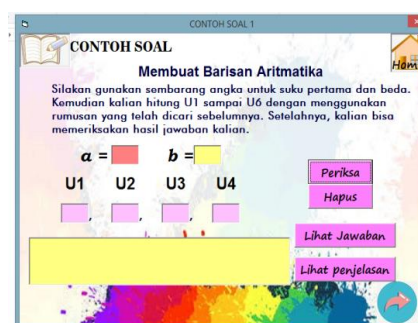 CONTOH SOAL 1
CONTOH SOAL
Home
Membuat Barisan Aritmatika
Silakan gunakan sembarang angka untuk suku pertama dan beda.
Kemudian kalian hitung U1 sampai U6 dengan menggunakan
rumusan yang telah dicari sebelumnya. Setelahnya, kalian bisa
memeriksakan hasil jawaban kalian.
a = b =
U1 U2 U3 U4
, , ,
Periksa
Hapus
Lihat Jawaban
Lihat penjelasan